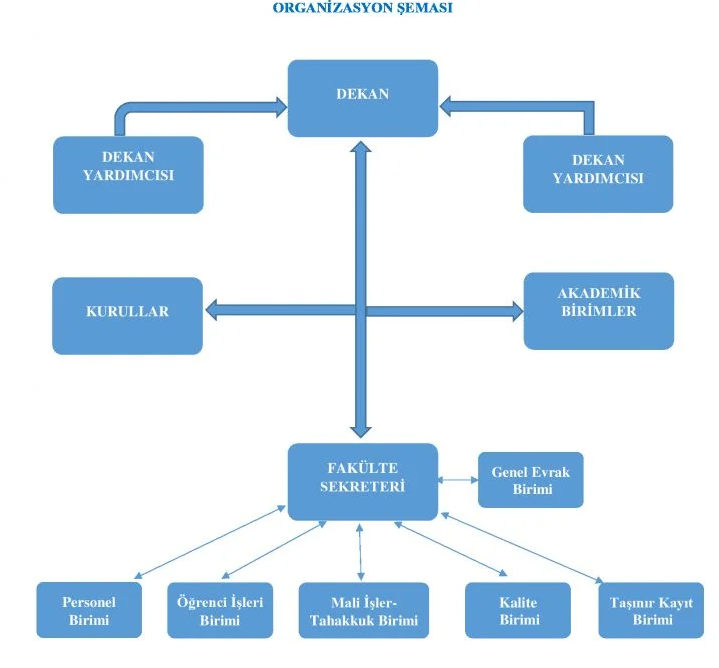 ORGANİZASYON ŞEMASI
DEKAN
DEKAN
YARDIMCISI
DEKAN
YARDIMCISI
KURULLAR
AKADEMİK
BİRİMLER
FAKÜLTE
SEKRETERİ
Genel Evrak
Birimi
Personel
Birimi
Öğrenci İşleri
Birimi
Mali İşler-
Tahakkuk Birimi
Kalite
Birimi
Taşınır Kayıt
Birimi